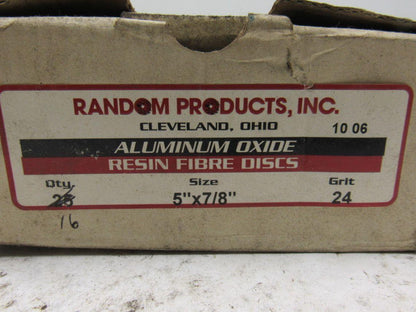 RANDOM PRODUCTS, INC.
CLEVELAND, OHIO 10 06
ALUMINUM OXIDE
RESIN FIBRE DISCS
Qty Size Grit
25 5"x7/8" 24
16